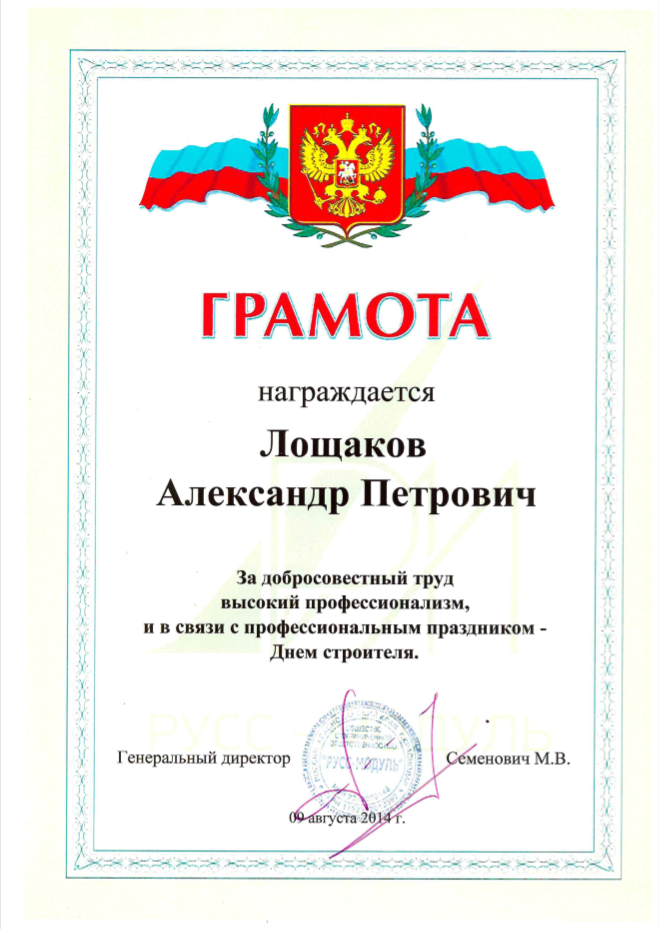 ГРАМОТА
награждается
Лощаков
Александр Петрович
За добросовестный труд
высокий профессионализм,
и в связи с профессиональным праздником -
Днем строителя.
РУСС МОДУЛЬ
Генеральный директор
"РУСС-МОДУЛЬ"
Семенович М.В.
09 августа 2014 г.